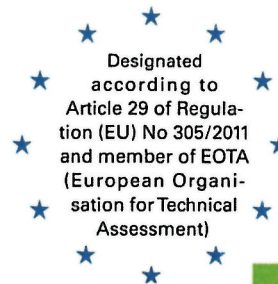 Designated
according to
Article 29 of Regula-
tion (EU) No 305/2011
and member of EOTA
(European Organi-
sation for Technical
Assessment)